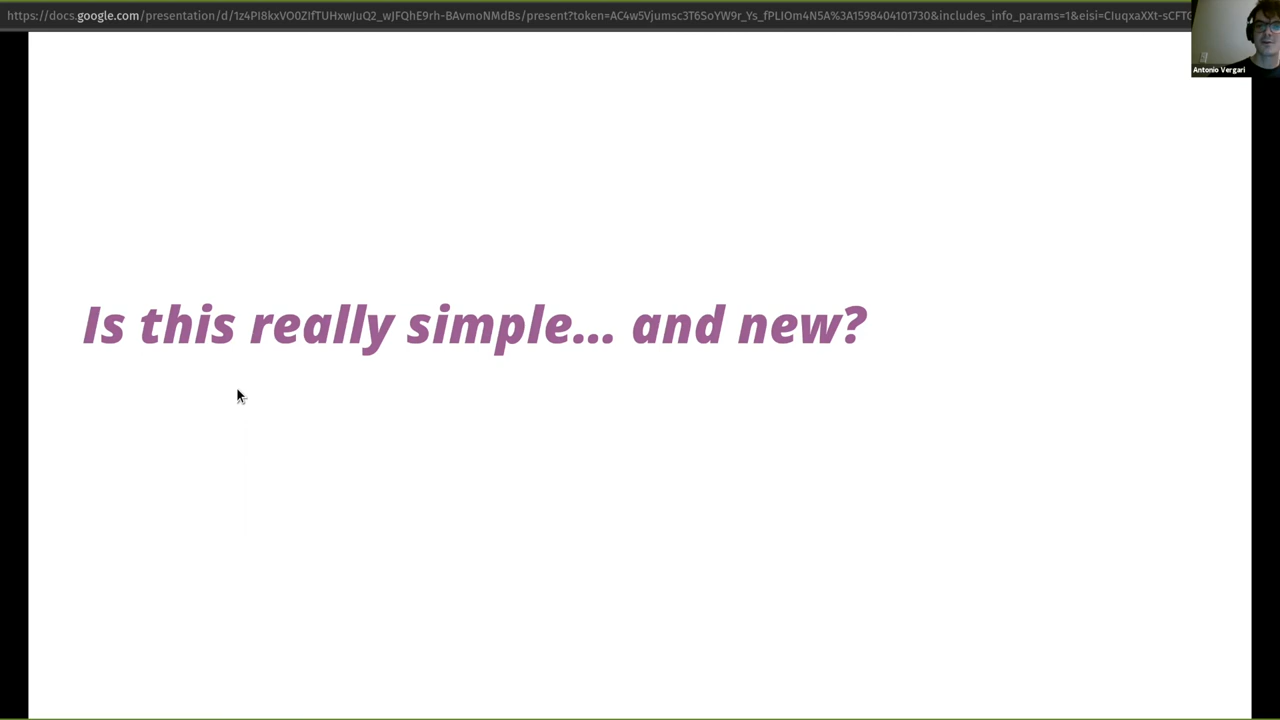 https://docs.google.com/presentation/d/1z4PI8kxVO0ZIfTUHxwJuQ2_wJFQhE9rh-BAvmoNMdBs/present?token=AC4w5Vjumsc3T6SoYW9r_Ys_fPLIOm4N5A%3A1598404101730&includes_info_params=1&eisi=CIuqxaXXt-sCFTG
Antonio Vergari
Is this really simple... and new?